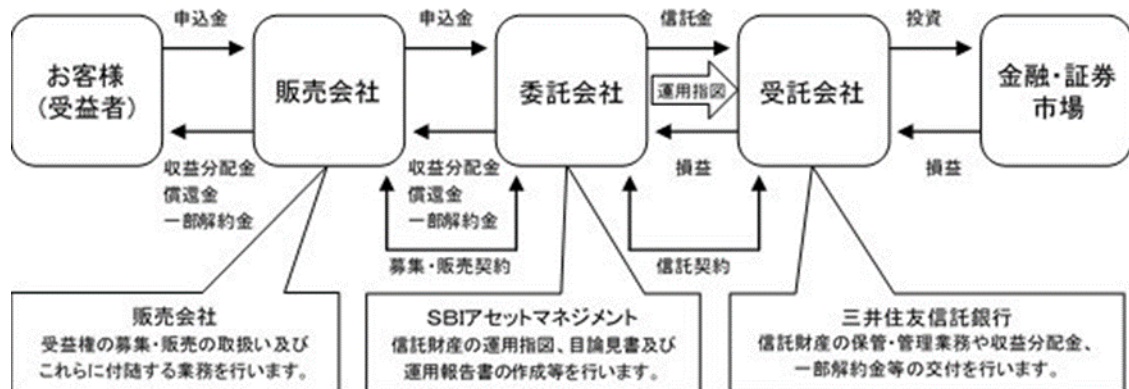 申込金
申込金
信託金
投資
お客様
(受益者)
販売会社
委託会社
運用指図
受託会社
金融・証券
市場
収益分配金
償還金
一部解約金
収益分配金
償還金
一部解約金
損益
損益
募集・販売契約
信託契約
販売会社
受益権の募集・販売の取扱い及び
これらに付随する業務を行います。
SBIアセットマネジメント
信託財産の運用指図、目論見書及び
運用報告書の作成等を行います。
三井住友信託銀行
信託財産の保管・管理業務や収益分配金、
一部解約金等の交付を行います。